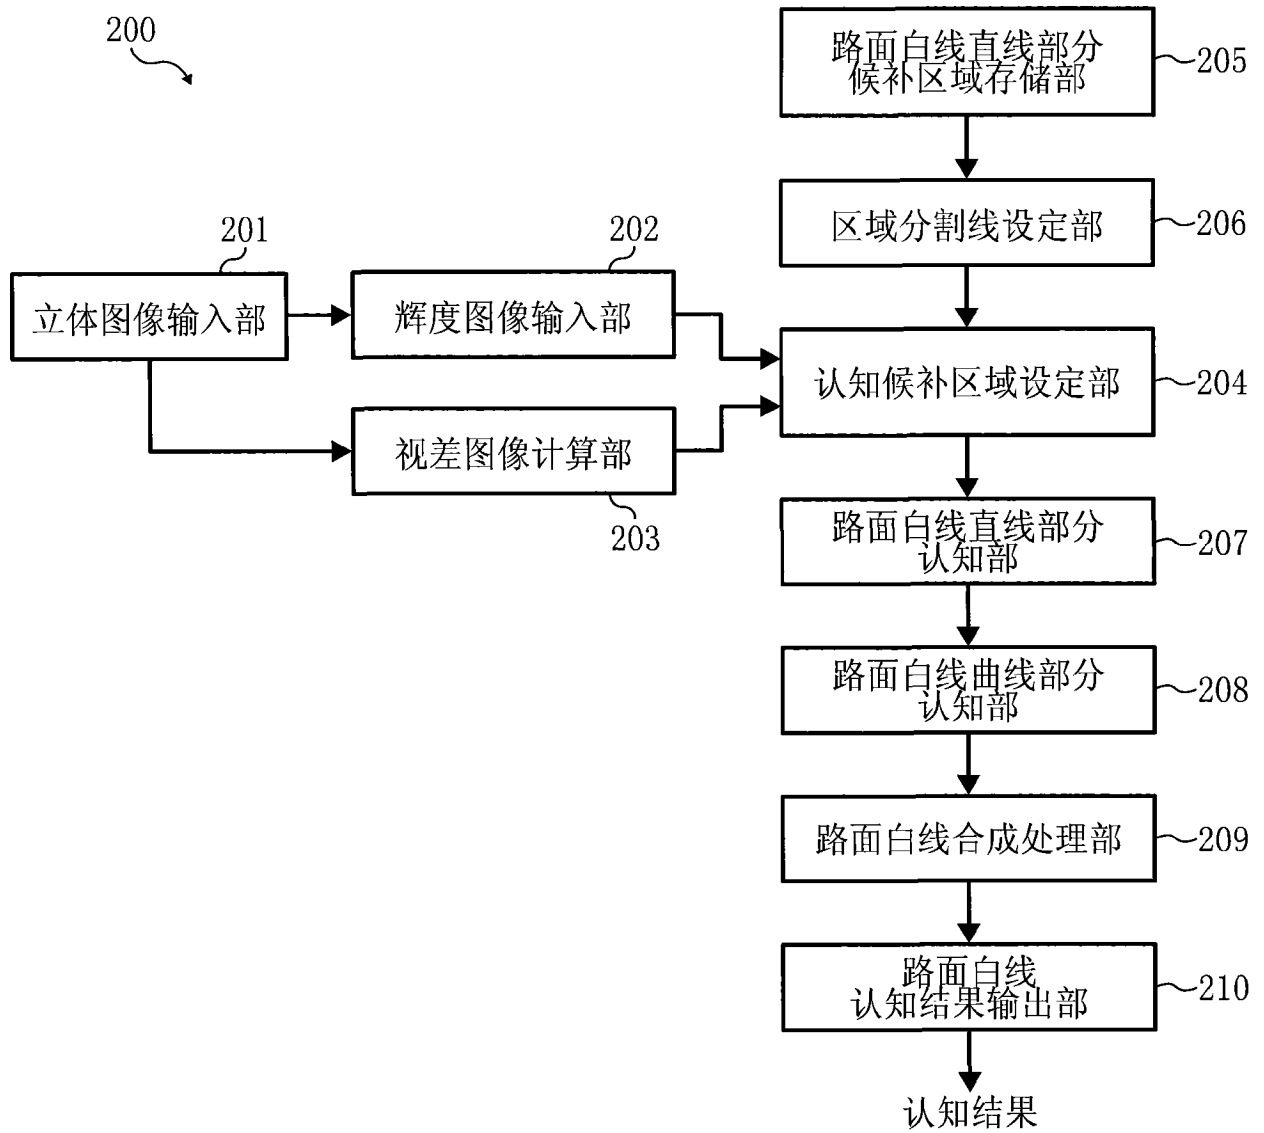 200
路面白线直线部分
候补区域存储部
205
区域分割线设定部
206
201
立体图像输入部
202
辉度图像输入部
认知候补区域设定部
204
视差图像计算部
203
路面白线直线部分
认知部
207
路面白线曲线部分
认知部
208
路面白线合成处理部
209
路面白线
认知结果输出部
210
认知结果